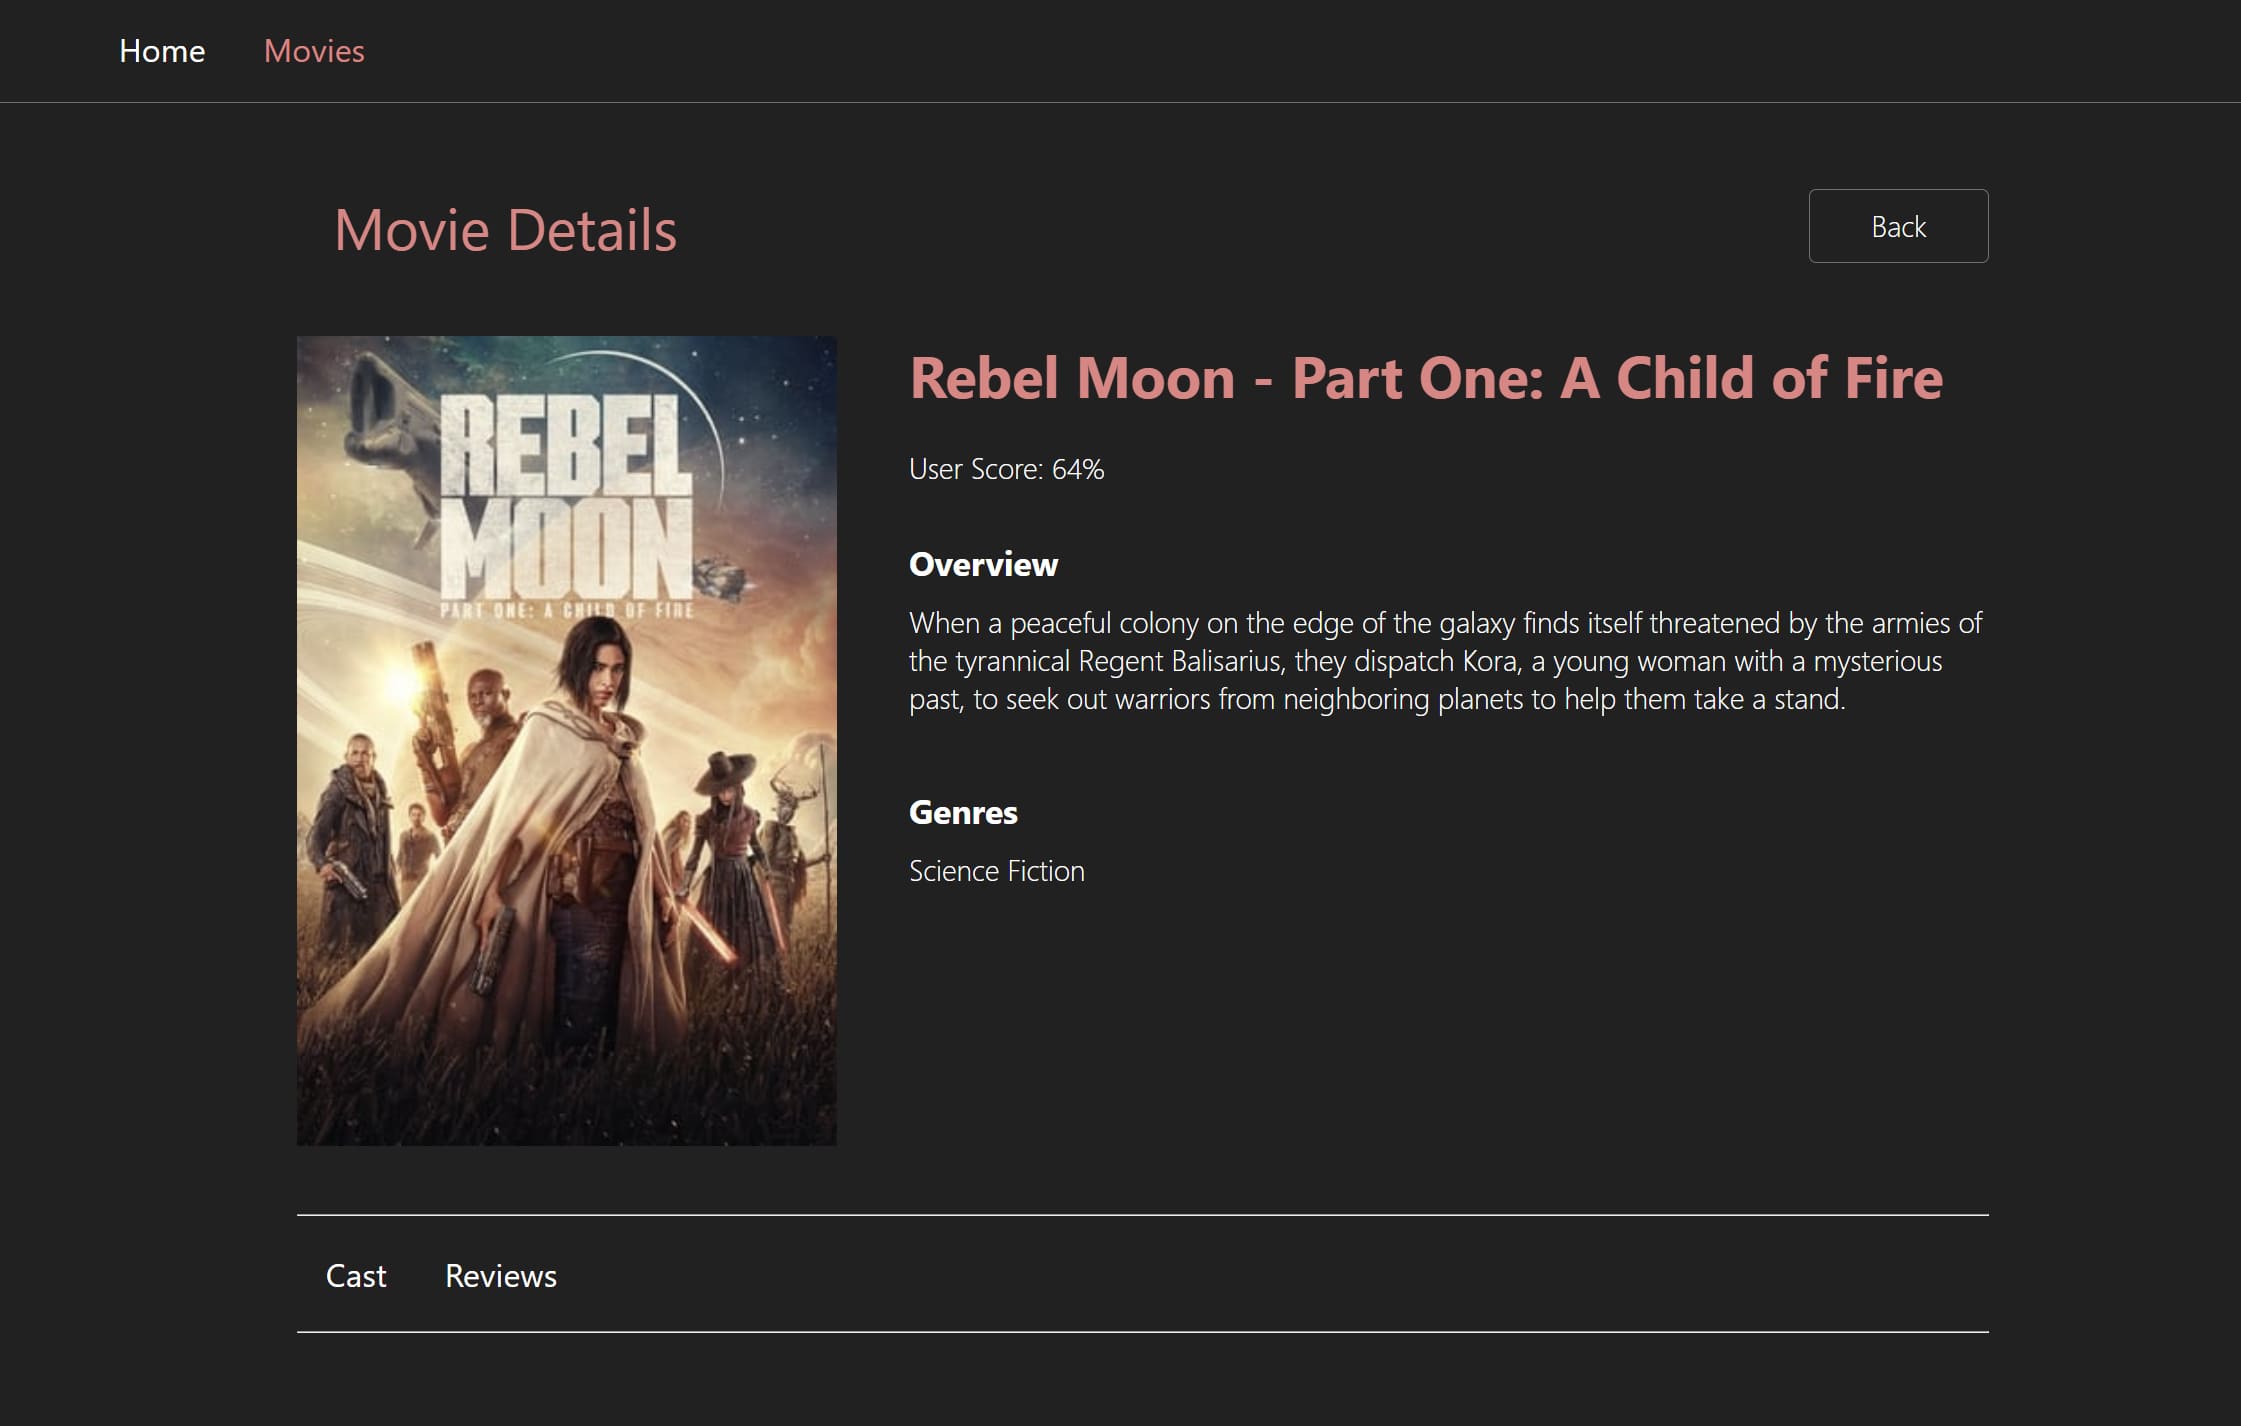 Home Movies
Movie Details
Back
REBEL
MOON
PART ONE: A CHILD OF FIRE
Rebel Moon - Part One: A Child of Fire
User Score: 64%
Overview
When a peaceful colony on the edge of the galaxy finds itself threatened by the armies of
the tyrannical Regent Balisarius, they dispatch Kora, a young woman with a mysterious
past, to seek out warriors from neighboring planets to help them take a stand.
Genres
Science Fiction
Cast Reviews